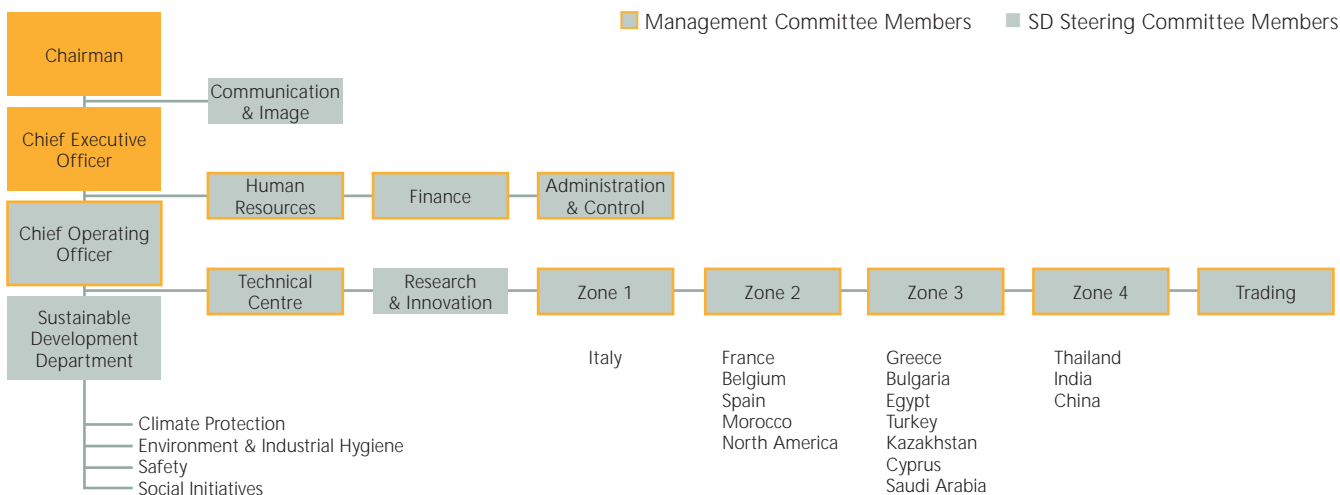 Management Committee Members
SD Steering Committee Members
Chairman
Communication
& Image
Chief Executive
Officer
Human
Resources
Finance
Administration
& Control
Chief Operating
Officer
Technical
Centre
Research
& Innovation
Zone 1
Zone 2
Zone 3
Zone 4
Trading
Sustainable
Development
Department
Italy
France
Belgium
Spain
Morocco
North America
Greece
Bulgaria
Egypt
Turkey
Kazakhstan
Cyprus
Saudi Arabia
Thailand
India
China
Climate Protection
Environment & Industrial Hygiene
Safety
Social Initiatives